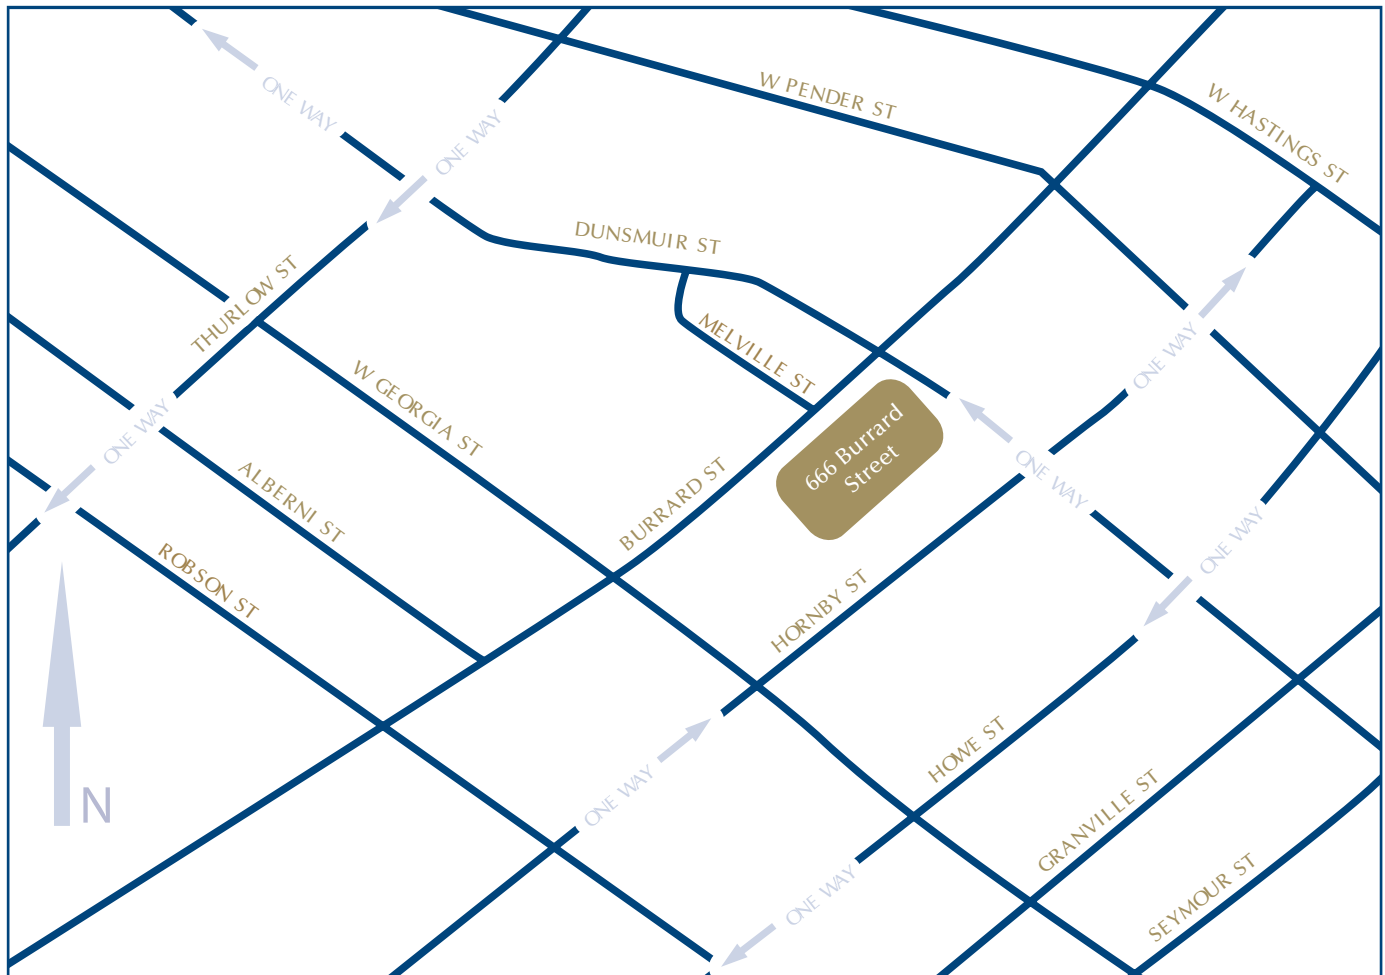 W PENDER ST
W HASTINGS ST
ONE WAY
ONE WAY
DUNSMUIR ST
THURLOW ST
MELVILLE ST
ONE WAY
W GEORGIA ST
666 Burrard
Street
ONE WAY
ALBERNI ST
BURRARD ST
ONE WAY
ONE WAY
ROBSON ST
HORNBY ST
HOWE ST
ONE WAY
N
GRANVILLE ST
ONE WAY
SEYMOUR ST